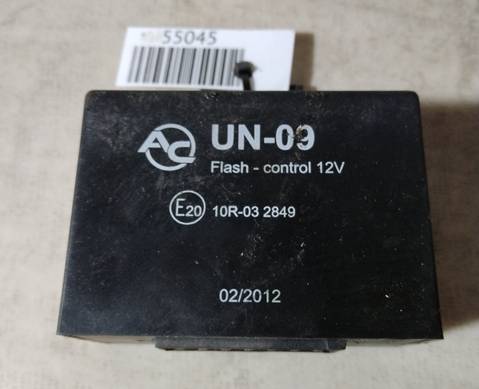 55045
AC
UN-09
Flash - control 12V
E20 10R-03 2849
02/2012